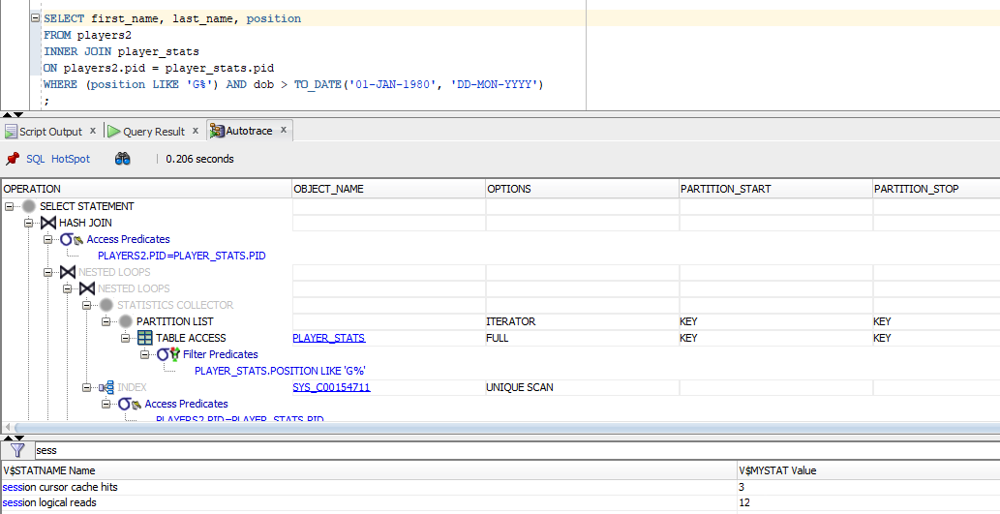 SELECT first_name, last_name, position
FROM players2
INNER JOIN player_stats
ON players2.pid = player_stats.pid
WHERE (position LIKE 'G%') AND dob > TO_DATE('01-JAN-1980', 'DD-MON-YYYY')
;
Script Output x Query Result x Autotrace x
SQL HotSpot 0.206 seconds
OPERATION OBJECT_NAME OPTIONS PARTITION_START PARTITION_STOP
SELECT STATEMENT
HASH JOIN
Access Predicates
PLAYERS2.PID=PLAYER_STATS.PID
NESTED LOOPS
NESTED LOOPS
STATISTICS COLLECTOR
PARTITION LIST ITERATOR KEY KEY
TABLE ACCESS PLAYER_STATS FULL KEY KEY
Filter Predicates
PLAYER_STATS.POSITION LIKE 'G%'
INDEX SYS_C00154711 UNIQUE SCAN
Access Predicates
PLAYERS2.PID=PLAYER_STATS.PID
sess
V$STATNAME Name V$MYSTAT Value
session cursor cache hits 3
session logical reads 12